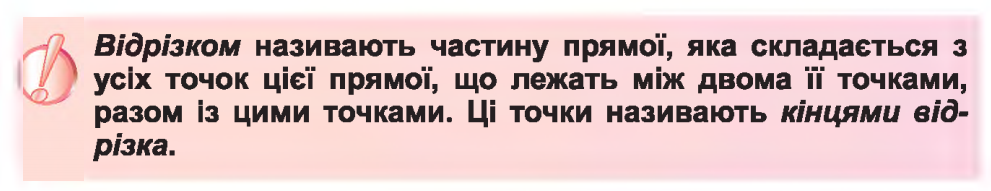 Відрізком називають частину прямої, яка складається з
усіх точок цієї прямої, що лежать між двома її точками,
разом із цими точками. Ці точки називають кінцями від-
різка.